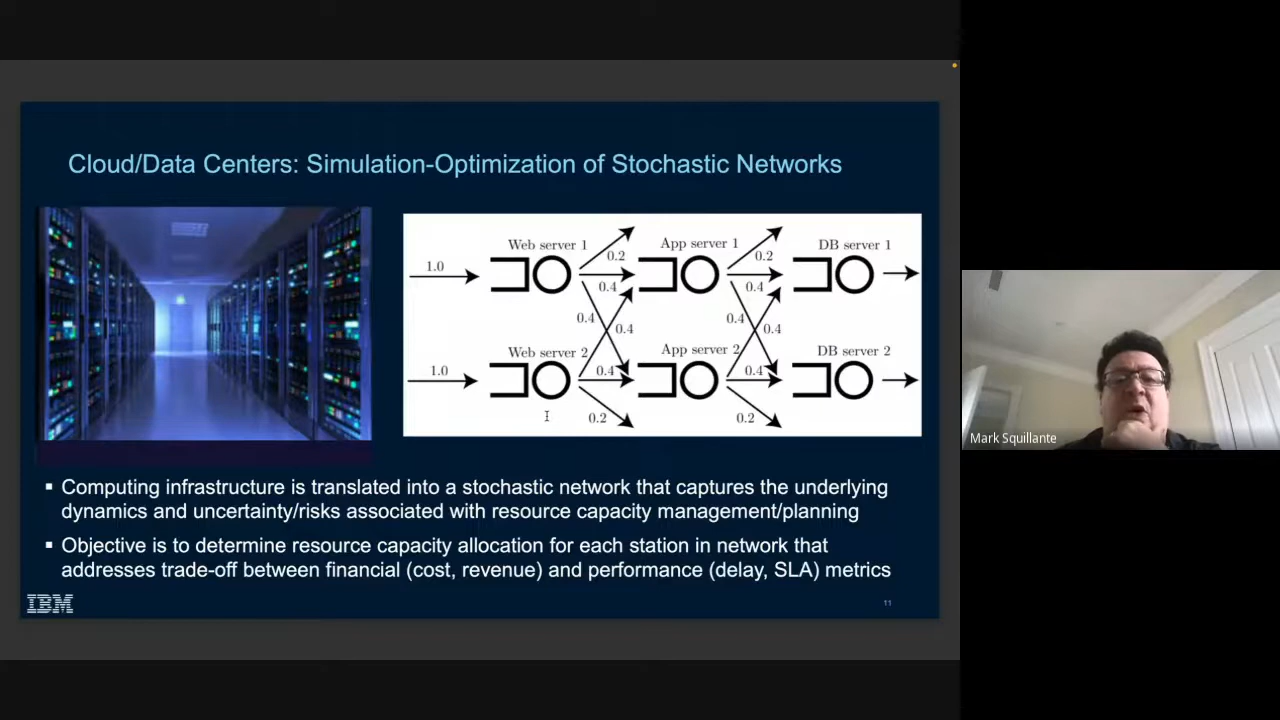 Cloud/Data Centers: Simulation-Optimization of Stochastic Networks
Web server 1
App server 1
DB server 1
1.0
0.2
0.2
0.4
0.4
0.4
0.4
0.4
0.4
Web server 2
App server 2
DB server 2
1.0
0.4
0.4
0.2
0.2
▪ Computing infrastructure is translated into a stochastic network that captures the underlying
dynamics and uncertainty/risks associated with resource capacity management/planning
▪ Objective is to determine resource capacity allocation for each station in network that
addresses trade-off between financial (cost, revenue) and performance (delay, SLA) metrics
IBM
11
Mark Squillante